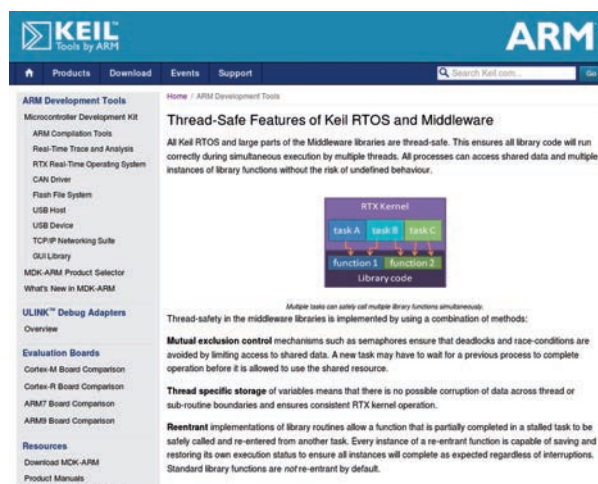 KEIL™
Tools by ARM
ARM
Products Download Events Support
Search Keil.com...
Go
ARM Development Tools
Microcontroller Development Kit
ARM Compilation Tools
Real-Time Trace and Analysis
RTX Real-Time Operating System
CAN Driver
Flash File System
USB Host
USB Device
TCP/IP Networking Suite
GUI Library
MDK-ARM Product Selector
What's New in MDK-ARM
ULINK™ Debug Adapters
Overview
Evaluation Boards
Cortex-M Board Comparison
Cortex-R Board Comparison
ARM7 Board Comparison
ARM9 Board Comparison
Resources
Download MDK-ARM
Product Manuals
Home / ARM Development Tools
Thread-Safe Features of Keil RTOS and Middleware
All Keil RTOS and large parts of the Middleware libraries are thread-safe. This ensures all library code will run
correctly during simultaneous execution by multiple threads. All processes can access shared data and multiple
instances of library functions without the risk of undefined behaviour.
RTX Kernel
task A task B task C
function 1 function 2
Library code
Multiple tasks can safely call multiple library functions simultaneously.
Thread-safety in the middleware libraries is implemented by using a combination of methods:
Mutual exclusion control mechanisms such as semaphores ensure that deadlocks and race-conditions are
avoided by limiting access to shared data. A new task may have to wait for a previous process to complete
operation before it is allowed to use the shared resource.
Thread specific storage of variables means that there is no possible corruption of data across thread or
sub-routine boundaries and ensures consistent RTX kernel operation.
Reentrant implementations of library routines allow a function that is partially completed in a stalled task to be
safely called and re-entered from another task. Every instance of a re-entrant function is capable of saving and
restoring its own execution status to ensure all instances will complete as expected regardless of interruptions.
Standard library functions are not re-entrant by default.